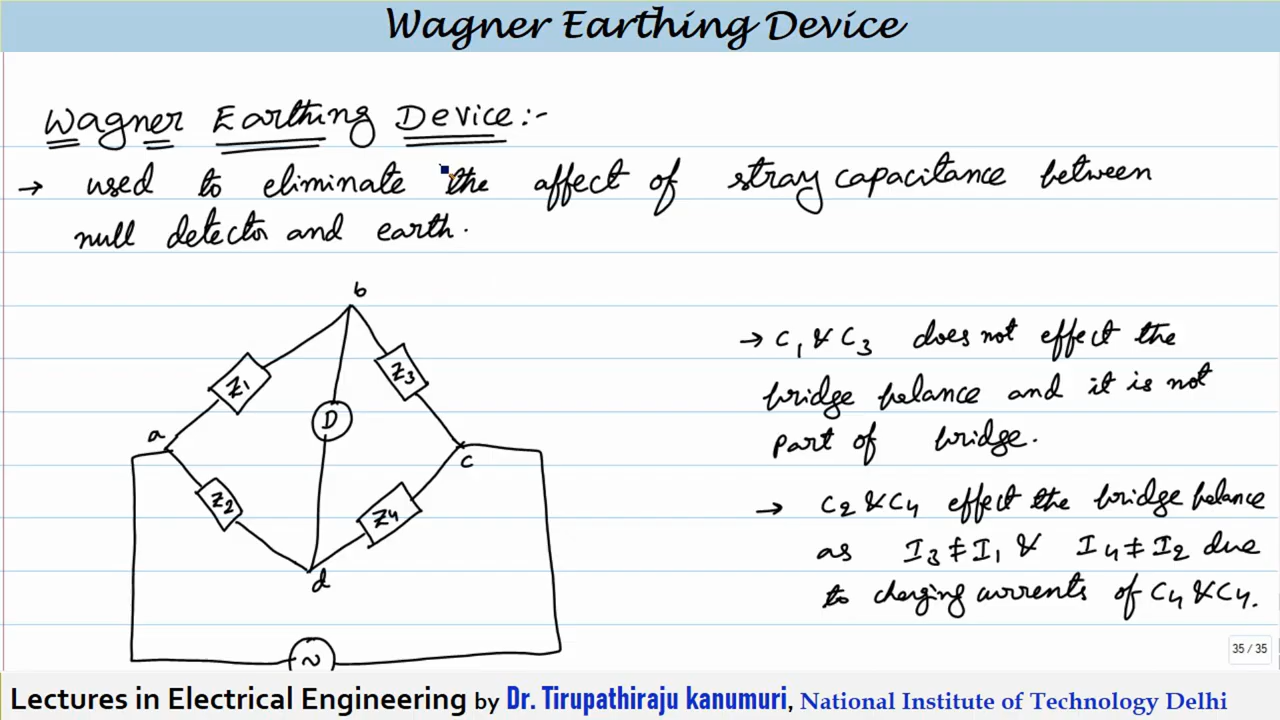 Wagner Earthing Device
Wagner Earthing Device :-
→ used to eliminate the affect of stray capacitance between
null detector and earth.
b
Z1
Z3
D
a
c
Z2
Z4
d
~
→ C1 & C3 does not effect the
bridge balance and it is not
part of bridge.
→ C2 & C4 effect the bridge balance
as I3 ≠ I1 & I4 ≠ I2 due
to charging currents of C4 & C4.
35 / 35
Lectures in Electrical Engineering by Dr. Tirupathiraju kanumuri, National Institute of Technology Delhi